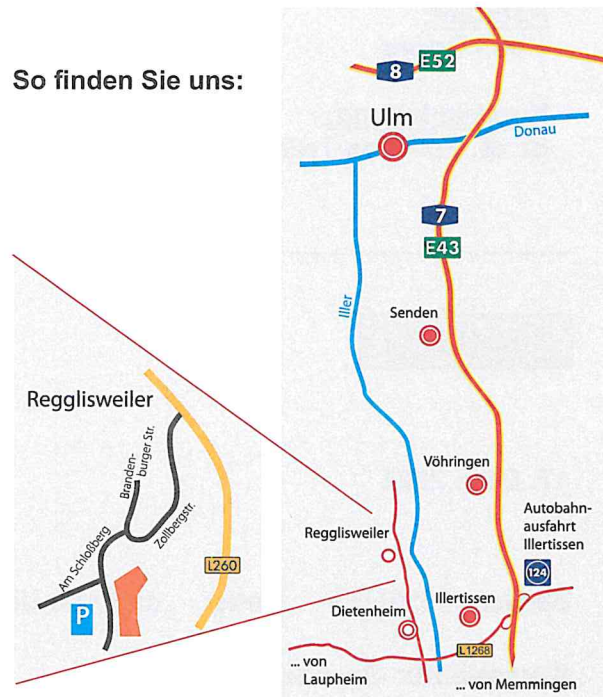 So finden Sie uns:
8
E52
Ulm
Donau
7
E43
Iller
Senden
Vöhringen
Autobahn-
ausfahrt
Illertissen
124
Regglisweiler
Dietenheim
Illertissen
L1268
... von
Laupheim
... von Memmingen
Regglisweiler
Branden-
burger Str.
Zollbergstr.
Am Schloßberg
L260
P